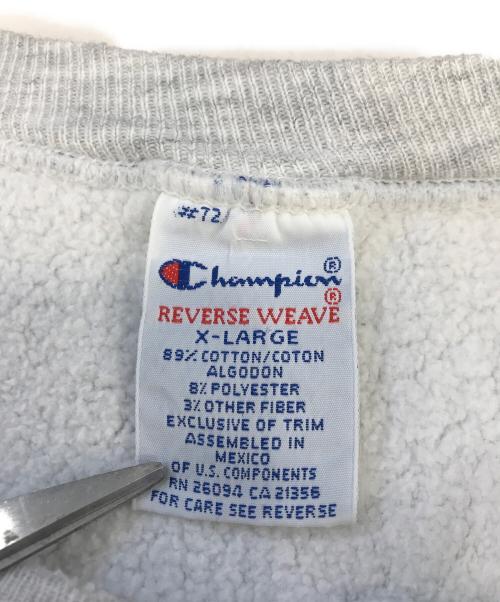 ##72/
Champion®
REVERSE WEAVE®
X-LARGE
89% COTTON/COTON
ALGODON
8% POLYESTER
3% OTHER FIBER
EXCLUSIVE OF TRIM
ASSEMBLED IN
MEXICO
OF U.S. COMPONENTS
RN 26094 CA 21356
FOR CARE SEE REVERSE